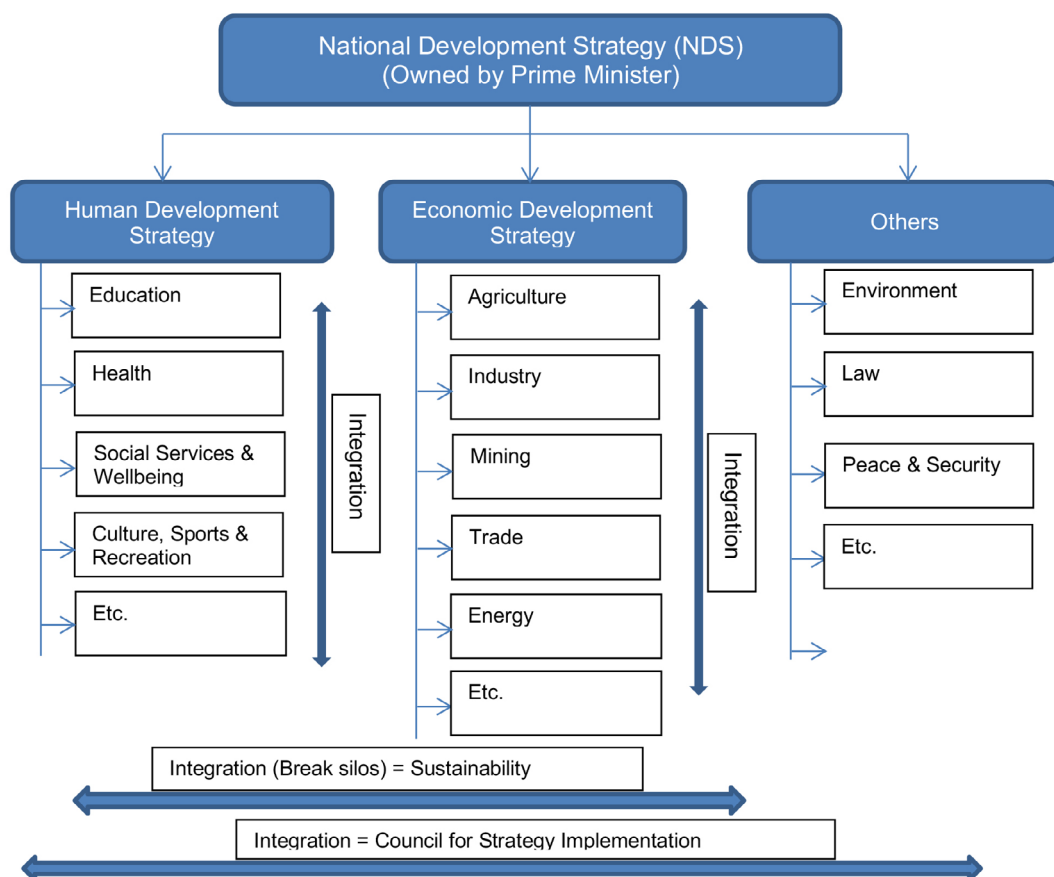 National Development Strategy (NDS)
(Owned by Prime Minister)
Human Development
Strategy
Economic Development
Strategy
Others
Education
Health
Social Services &
Wellbeing
Culture, Sports &
Recreation
Etc.
Integration
Agriculture
Industry
Mining
Trade
Energy
Etc.
Integration
Environment
Law
Peace & Security
Etc.
Integration (Break silos) = Sustainability
Integration = Council for Strategy Implementation